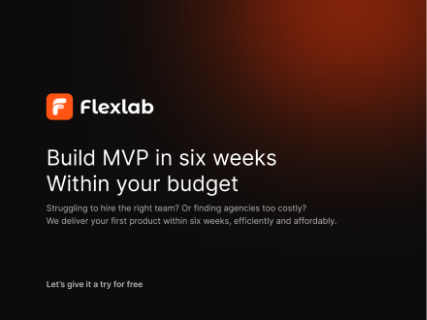 Flexlab
Build MVP in six weeks
Within your budget
Struggling to hire the right team? Or finding agencies too costly?
We deliver your first product within six weeks, efficiently and affordably.
Let's give it a try for free